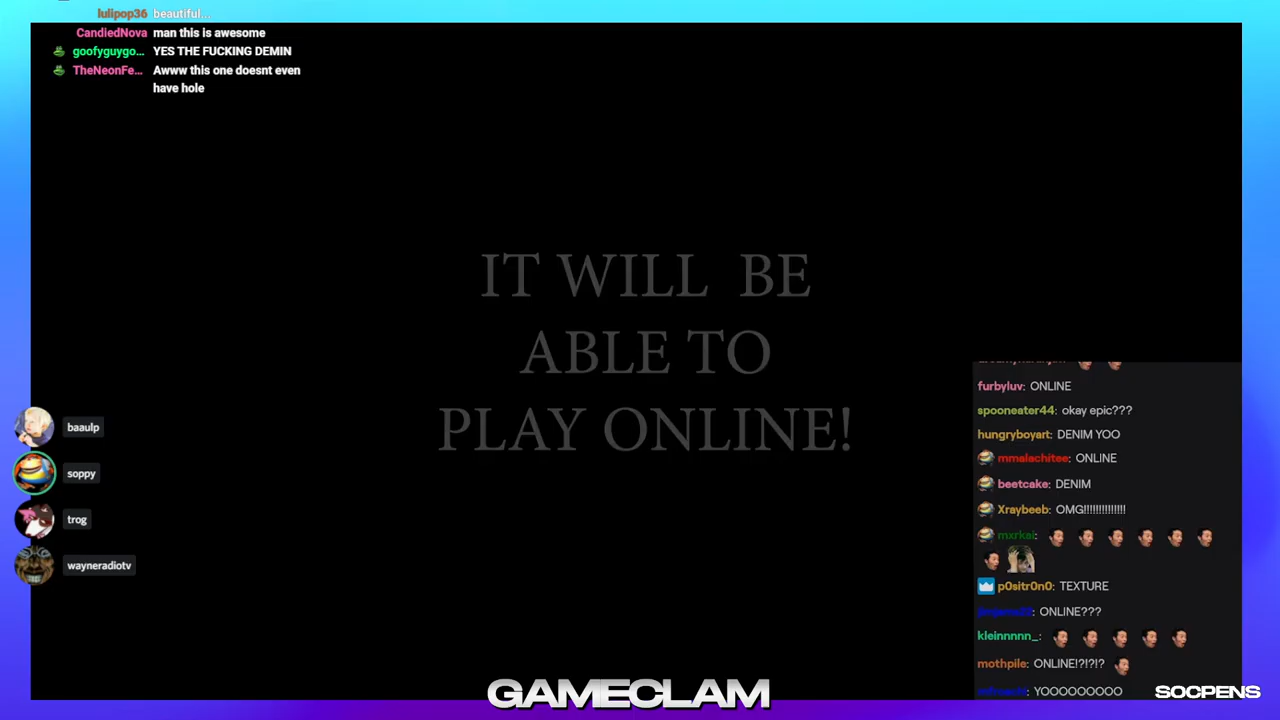 lulipop36 beautiful...
CandiedNova man this is awesome
goofyguygo... YES THE FUCKING DEMIN
TheNeonFe... Awww this one doesnt even
have hole
IT WILL BE
ABLE TO
PLAY ONLINE!
baaulp
soppy
trog
wayneradiotv
furbyluv: ONLINE
spooneater44: okay epic???
hungryboyart: DENIM YOO
mmalachitee: ONLINE
beetcake: DENIM
Xraybeeb: OMG!!!!!!!!!!!!!!
mxrkal:
p0sitr0n0: TEXTURE
ONLINE???
kleinnnnn_:
mothpile: ONLINE!?!?!?
YOOOOOOOOO
GAMECLAM
SOCPENS